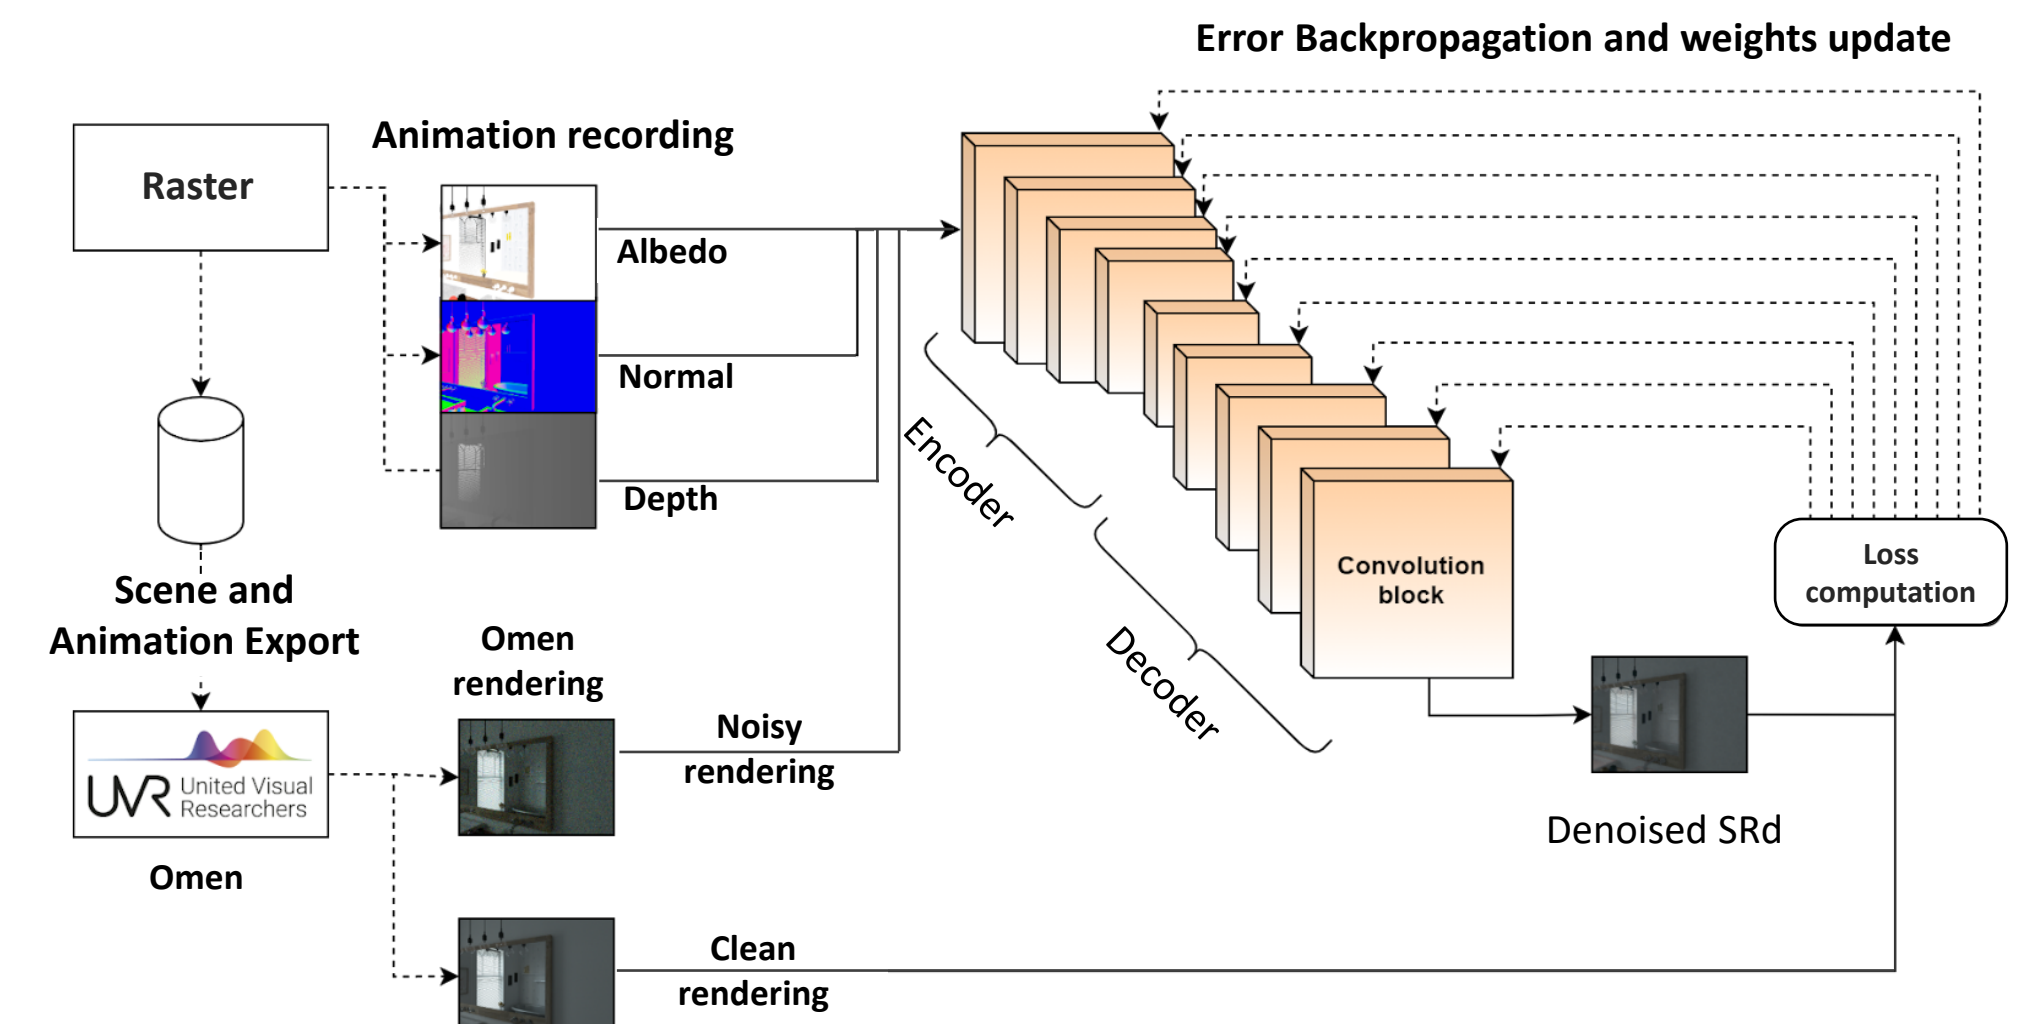 Error Backpropagation and weights update
Animation recording
Raster
Albedo
Normal
Depth
Encoder
Decoder
Convolution
block
Loss
computation
Scene and
Animation Export
Omen
rendering
Noisy
rendering
UVR United Visual
Researchers
Omen
Denoised SRd
Clean
rendering